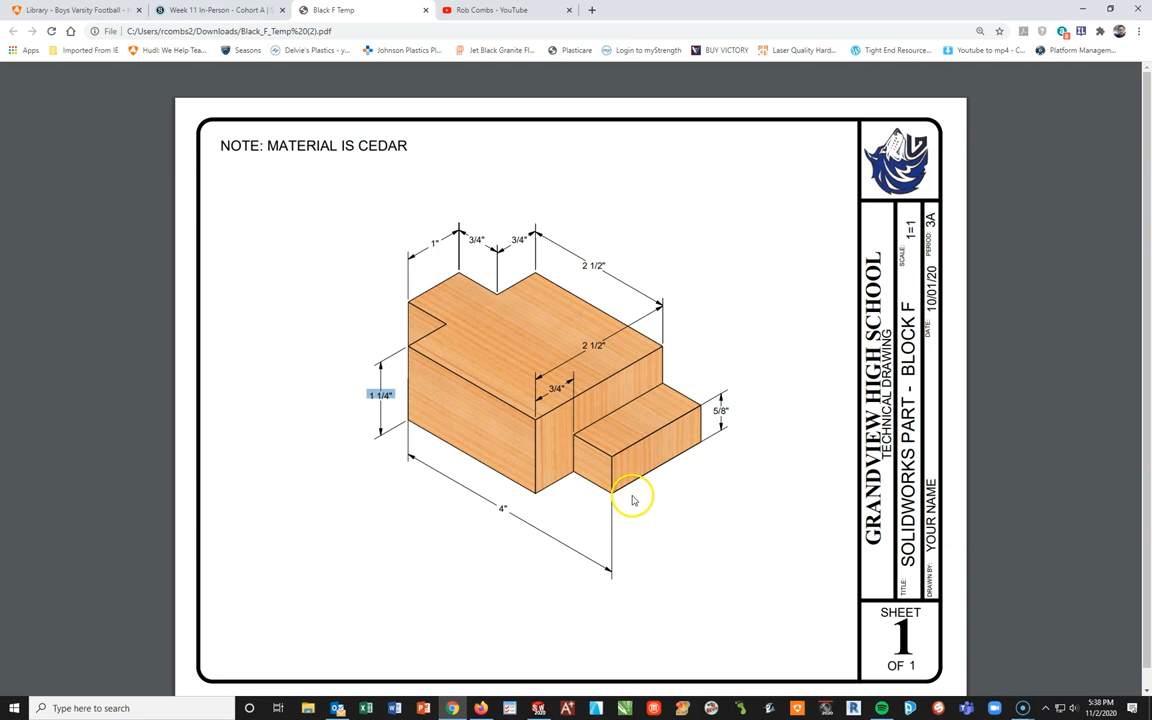 Library - Boys Varsity Football - F
Week 11 In-Person - Cohort A | S
Black F Temp
Rob Combs - YouTube
File
C:/Users/rcombs2/Downloads/Black_F_Temp%20(2).pdf
Apps
Imported From IE
Hudl: We Help Tea...
Seasons
Delvie's Plastics - y...
Johnson Plastics Pl...
Jet Black Granite Fl...
Plasticare
Login to myStrength
BUY VICTORY
Laser Quality Hard...
Tight End Resource...
Youtube to mp4 - C...
Platform Managem...
NOTE: MATERIAL IS CEDAR
1"
3/4"
3/4"
2 1/2"
2 1/2"
3/4"
1 1/4"
5/8"
4"
GRANDVIEW HIGH SCHOOL
TECHNICAL DRAWING
TITLE:
SOLIDWORKS PART - BLOCK F
SCALE:
1=1
DRAWN BY:
YOUR NAME
DATE:
10/01/20
PERIOD:
3A
SHEET
1
OF 1
Type here to search
5:38 PM
11/2/2020